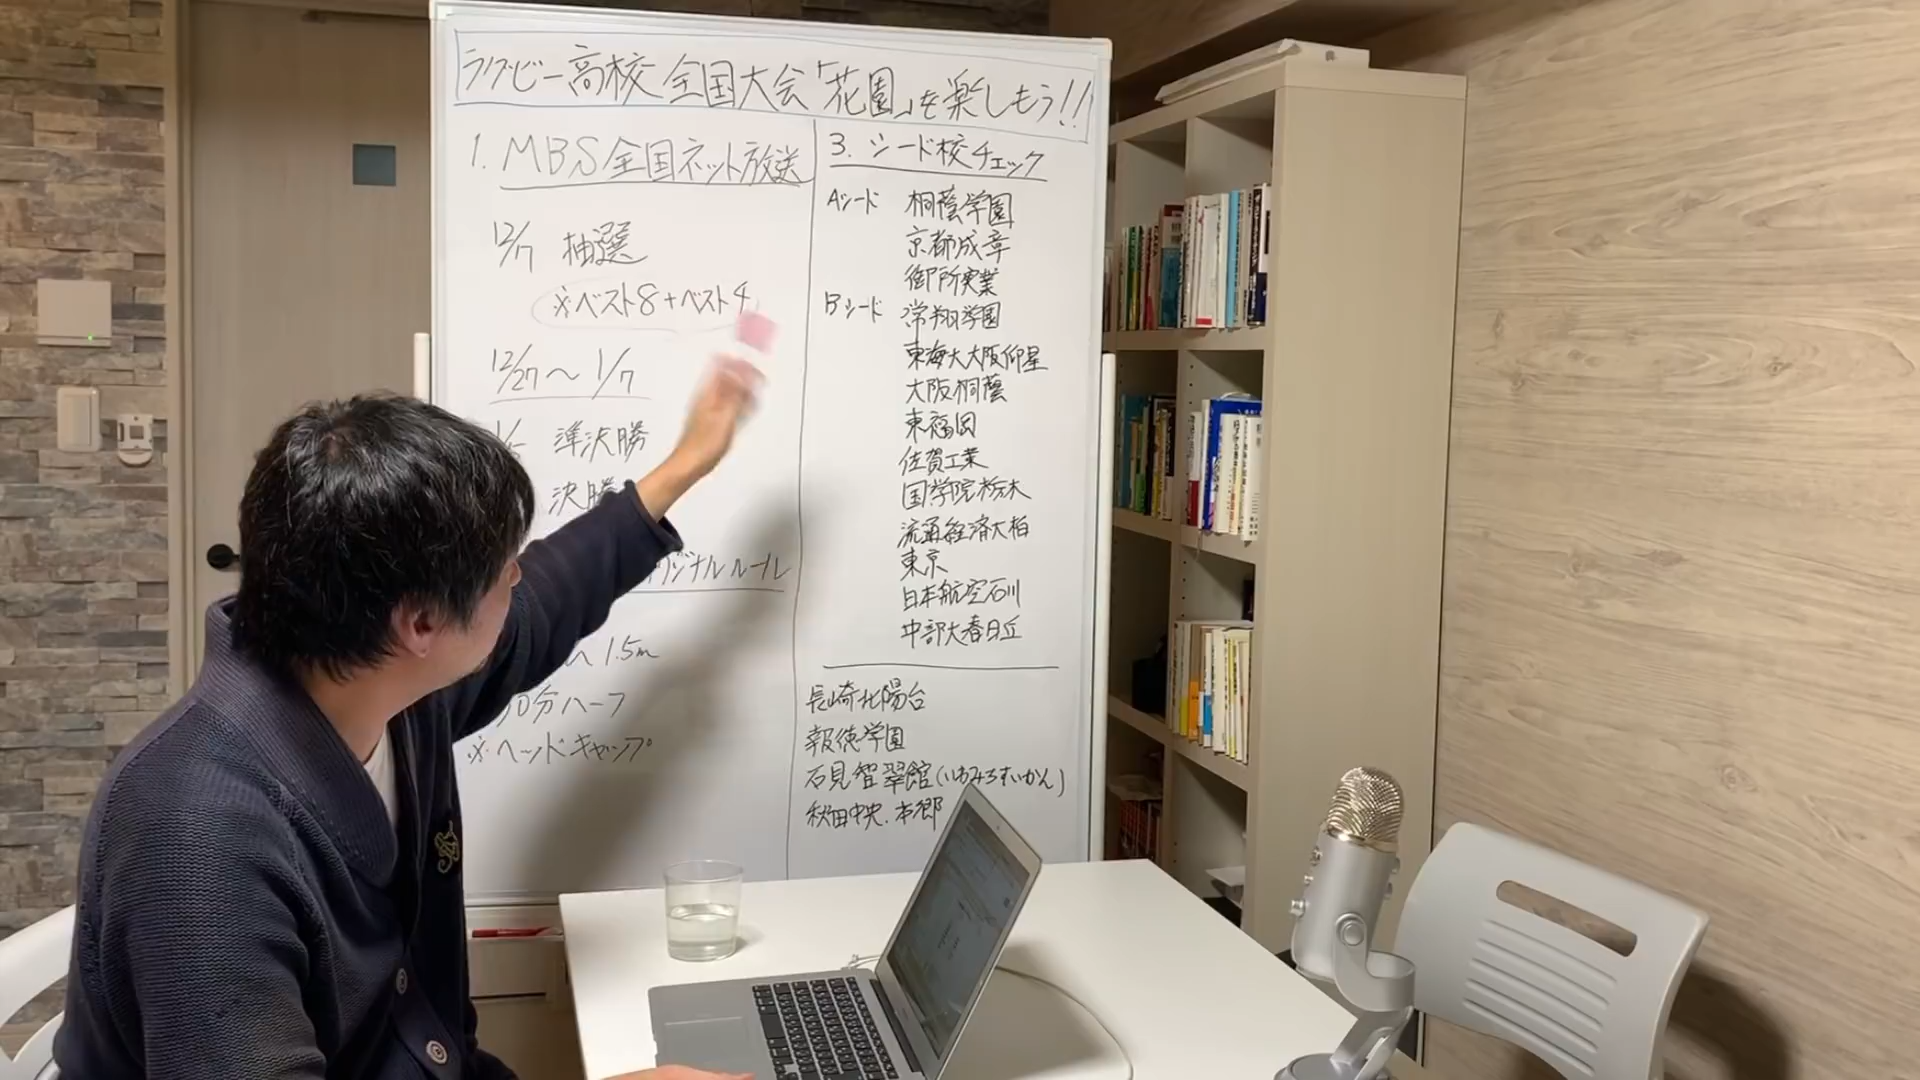 ラグビー高校全国大会「花園」を楽しもう!!
1. MBS全国ネット放送
12/7 抽選
※ベスト8+ベスト4
12/27〜1/7
準決勝
決勝
オリジナルルール
1.5m
30分ハーフ
※ヘッドキャップ
3. シード校チェック
Aシード 桐蔭学園
京都成章
御所実業
Bシード 常翔学園
東海大大阪仰星
大阪桐蔭
東福岡
佐賀工業
国学院栃木
流通経済大柏
東京
日本航空石川
中部大春日丘
長崎北陽台
報徳学園
石見智翠館(いわみちすいかん)
秋田中央、本郷